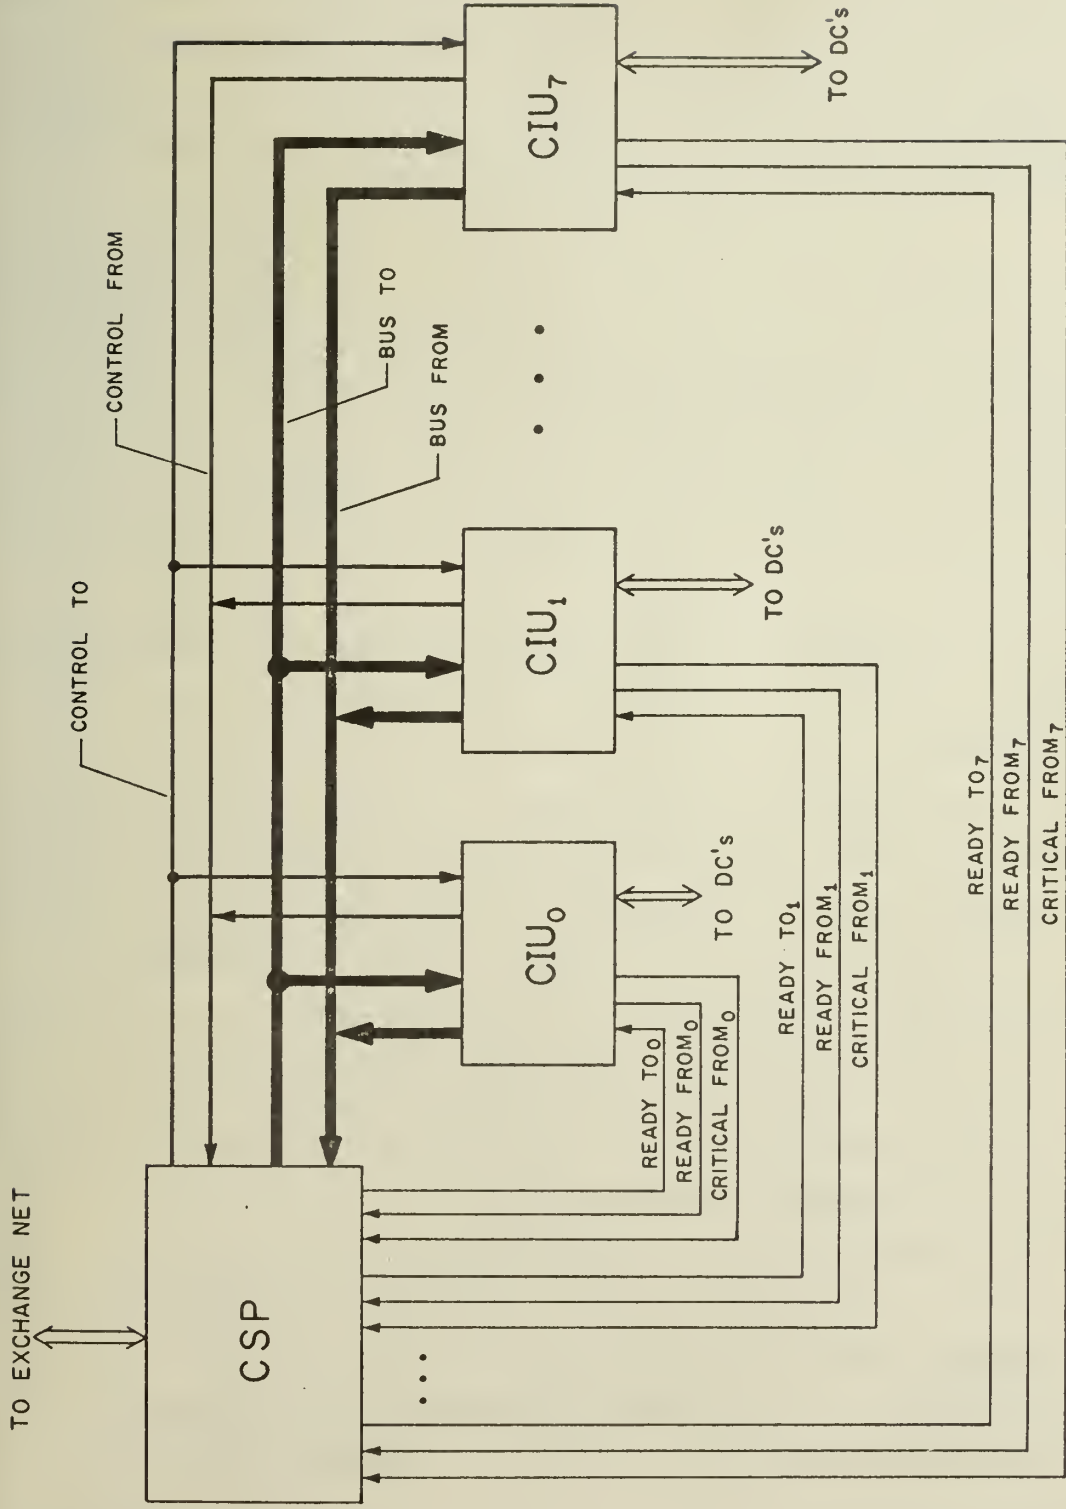 TO EXCHANGE NET
CSP
CONTROL TO
CONTROL FROM
BUS TO
BUS FROM
CIU₀
CIU₁
. . .
CIU₇
TO DC's
TO DC's
TO DC's
. . .
READY TO₀
READY FROM₀
CRITICAL FROM₀
READY TO₁
READY FROM₁
CRITICAL FROM₁
READY TO₇
READY FROM₇
CRITICAL FROM₇